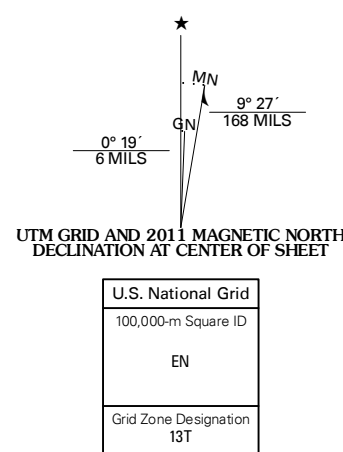 ★
MN
GN
9° 27´
168 MILS
0° 19´
6 MILS
UTM GRID AND 2011 MAGNETIC NORTH
DECLINATION AT CENTER OF SHEET
U.S. National Grid
100,000-m Square ID
EN
Grid Zone Designation
13T